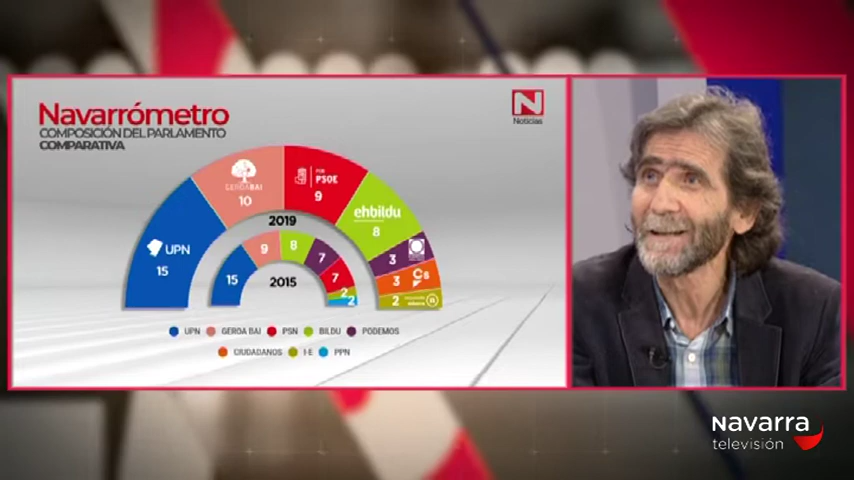 Navarrómetro
COMPOSICIÓN DEL PARLAMENTO
COMPARATIVA
N
Noticias
GEROA BAI
10
PSOE
9
ehbildu
8
UPN
15
2019
3
Cs
3
2
9
8
7
15
7
2
2
2015
UPN GEROA BAI PSN BILDU PODEMOS
CIUDADANOS I-E PPN
NaVarra
televisión